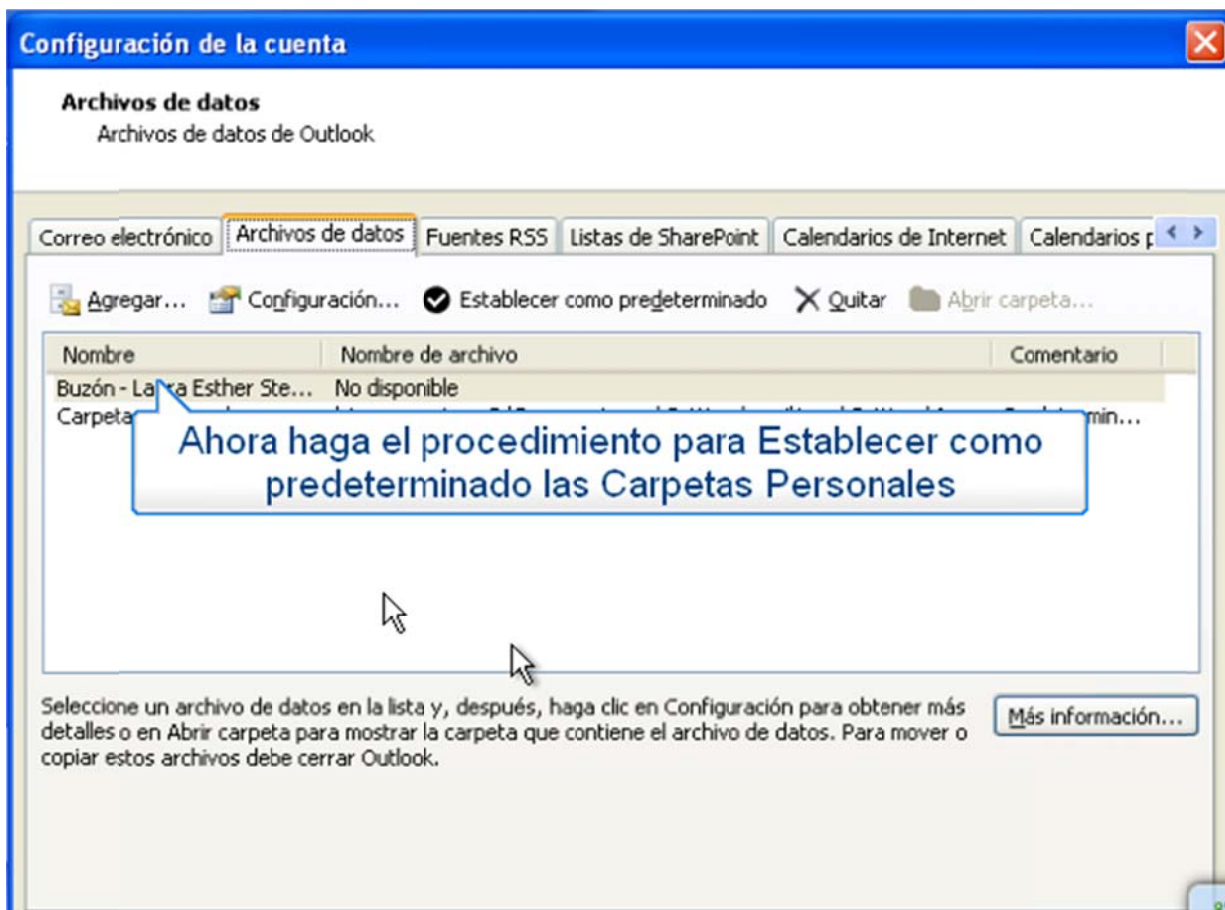 Configuración de la cuenta
Archivos de datos
Archivos de datos de Outlook
Correo electrónico Archivos de datos Fuentes RSS Listas de SharePoint Calendarios de Internet Calendarios
Agregar... Configuración... Establecer como predeterminado Quitar Abrir carpeta...
Nombre Nombre de archivo Comentario
Buzón - Esther Ste... No disponible
Carpeta
Ahora haga el procedimiento para Establecer como
predeterminado las Carpetas Personales
Seleccione un archivo de datos en la lista y, después, haga clic en Configuración para obtener más
detalles o en Abrir carpeta para mostrar la carpeta que contiene el archivo de datos. Para mover o
copiar estos archivos debe cerrar Outlook.
Más información...